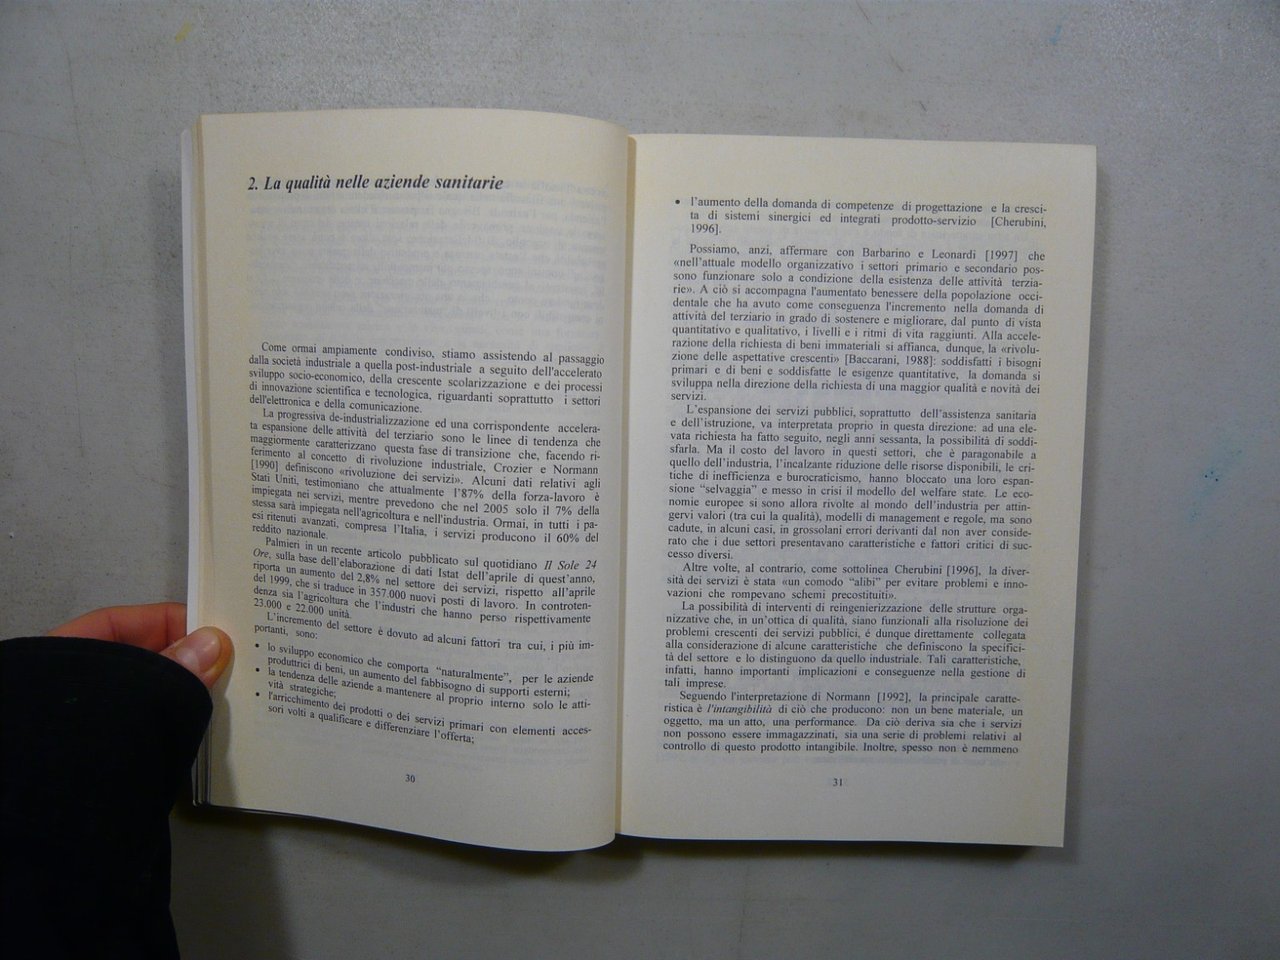 2. La qualità nelle aziende sanitarie
Come ormai ampiamente condiviso, stiamo assistendo al passaggio
dalla società industriale a quella post-industriale a seguito dell'accelerato
sviluppo socio-economico, della crescente scolarizzazione e dei processi
di innovazione scientifica e tecnologica, riguardanti soprattutto i settori
dell'elettronica e della comunicazione.
La progressiva de-industrializzazione ed una corrispondente accelera-
ta espansione delle attività del terziario sono le linee di tendenza che
maggiormente caratterizzano questa fase di transizione che, facendo ri-
ferimento al concetto di rivoluzione industriale, Crozier e Normann
[1990] definiscono «rivoluzione dei servizi». Alcuni dati relativi agli
Stati Uniti, testimoniano che attualmente l'87% della forza-lavoro è
impiegata nei servizi, mentre prevedono che nel 2005 solo il 7% della
stessa sarà impiegata nell'agricoltura e nell'industria. Ormai, in tutti i pa-
esi ritenuti avanzati, compresa l'Italia, i servizi producono il 60% del
reddito nazionale.
Palmieri in un recente articolo pubblicato sul quotidiano Il Sole 24
Ore, sulla base dell'elaborazione di dati Istat dell'aprile di quest'anno,
riporta un aumento del 2,8% nel settore dei servizi, rispetto all'aprile
del 1999, che si traduce in 357.000 nuovi posti di lavoro. In controten-
denza sia l'agricoltura che l'industri che hanno perso rispettivamente
23.000 e 22.000 unità.
L'incremento del settore è dovuto ad alcuni fattori tra cui, i più im-
portanti, sono:
• lo sviluppo economico che comporta "naturalmente", per le aziende
produttrici di beni, un aumento del fabbisogno di supporti esterni;
• la tendenza delle aziende a mantenere al proprio interno solo le atti-
vità strategiche;
• l'arricchimento dei prodotti o dei servizi primari con elementi acces-
sori volti a qualificare e differenziare l'offerta;
30
• l'aumento della domanda di competenze di progettazione e la cresci-
ta di sistemi sinergici ed integrati prodotto-servizio [Cherubini,
1996].
Possiamo, anzi, affermare con Barbarino e Leonardi [1997] che
«nell'attuale modello organizzativo i settori primario e secondario pos-
sono funzionare solo a condizione della esistenza delle attività terzia-
rie». A ciò si accompagna l'aumentato benessere della popolazione occi-
dentale che ha avuto come conseguenza l'incremento nella domanda di
attività del terziario in grado di sostenere e migliorare, dal punto di vista
quantitativo e qualitativo, i livelli e i ritmi di vita raggiunti. Alla accele-
razione della richiesta di beni immateriali si affianca, dunque, la «rivolu-
zione delle aspettative crescenti» [Baccarani, 1988]: soddisfatti i bisogni
primari e di beni e soddisfatte le esigenze quantitative, la domanda si
sviluppa nella direzione della richiesta di una maggior qualità e novità dei
servizi.
L'espansione dei servizi pubblici, soprattutto dell'assistenza sanitaria
e dell'istruzione, va interpretata proprio in questa direzione: ad una ele-
vata richiesta ha fatto seguito, negli anni sessanta, la possibilità di soddi-
sfarla. Ma il costo del lavoro in questi settori, che è paragonabile a
quello dell'industria, l'incalzante riduzione delle risorse disponibili, le cri-
tiche di inefficienza e burocraticismo, hanno bloccato una loro espan-
sione "selvaggia" e messo in crisi il modello del welfare state. Le eco-
nomie europee si sono allora rivolte al mondo dell'industria per attin-
gervi valori (tra cui la qualità), modelli di management e regole, ma sono
cadute, in alcuni casi, in grossolani errori derivanti dal non aver conside-
rato che i due settori presentavano caratteristiche e fattori critici di suc-
cesso diversi.
Altre volte, al contrario, come sottolinea Cherubini [1996], la diver-
sità dei servizi è stata «un comodo "alibi" per evitare problemi e inno-
vazioni che rompevano schemi precostituiti».
La possibilità di interventi di reingenierizzazione delle strutture orga-
nizzative che, in un'ottica di qualità, siano funzionali alla risoluzione dei
problemi crescenti dei servizi pubblici, é dunque direttamente collegata
alla considerazione di alcune caratteristiche che definiscono la specifici-
tà del settore e lo distinguono da quello industriale. Tali caratteristiche,
infatti, hanno importanti implicazioni e conseguenze nella gestione di
tali imprese.
Seguendo l'interpretazione di Normann [1992], la principale caratte-
ristica è l'intangibilità di ciò che producono: non un bene materiale, un
oggetto, ma un atto, una performance. Da ciò deriva sia che i servizi
non possono essere immagazzinati, sia una serie di problemi relativi al
controllo di questo prodotto intangibile. Inoltre, spesso non è nemmeno
31